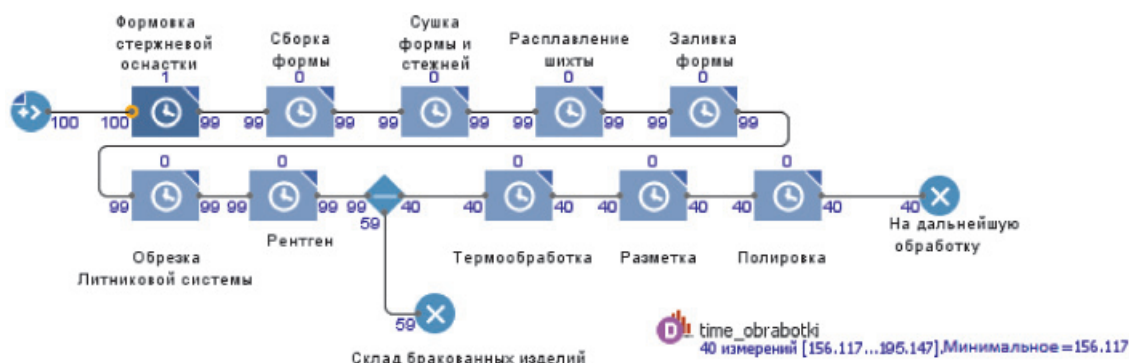 Формовка
стержневой
оснастки
Сборка
формы
Сушка
формы и
стежней
Расплавление
шихты
Заливка
формы
1 0 0 0 0
100 100 99 99 99 99 99 99 99 99 99
0 0 0 0 0
99 99 99 99 99 40 40 40 40 40 40 40 40
59
Обрезка
Литниковой системы
Рентген
Термообработка
Разметка
Полировка
На дальнейшую
обработку
59
Склад бракованных изделий
D time_obrabotki
40 измерений [156.117...195.147],Минимальное=156.117